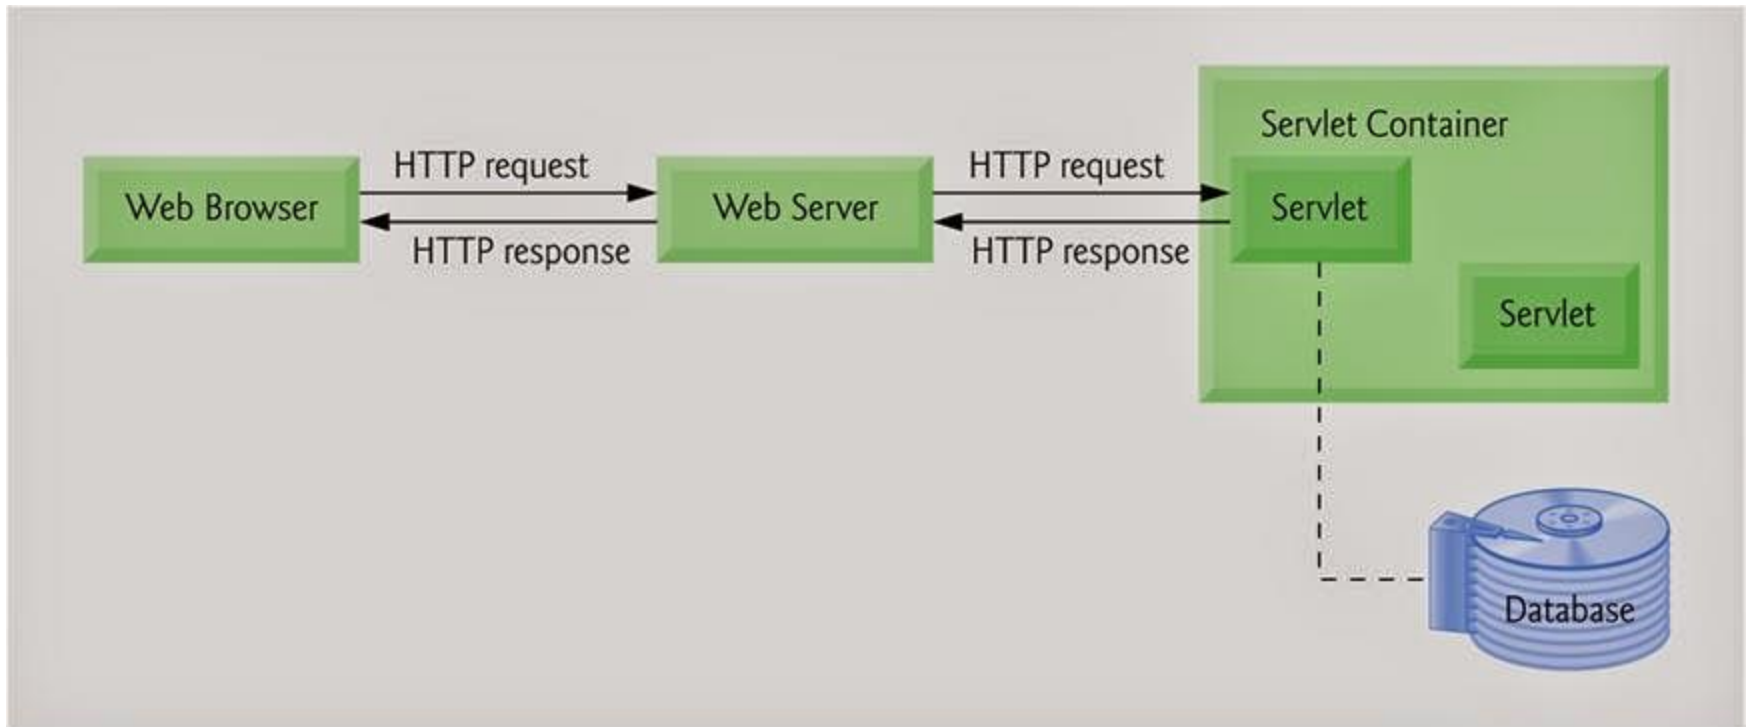 Servlet Container
HTTP request
HTTP request
Web Browser
Web Server
Servlet
HTTP response
HTTP response
Servlet
Database